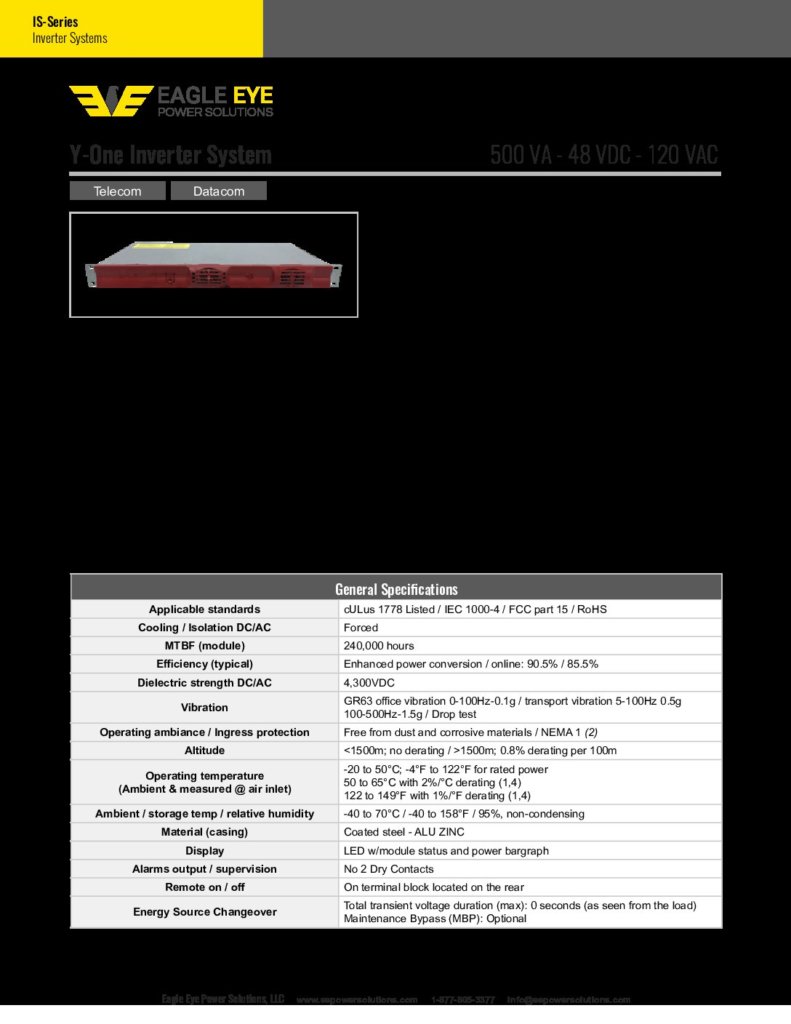 IS-Series
Inverter Systems
EAGLE EYE
POWER SOLUTIONS
Y-One Inverter System
500 VA - 48 VDC - 120 VAC
Telecom
Datacom
General Specifications
Applicable standards
cULus 1778 Listed / IEC 1000-4 / FCC part 15 / RoHS
Cooling / Isolation DC/AC
Forced
MTBF (module)
240,000 hours
Efficiency (typical)
Enhanced power conversion / online: 90.5% / 85.5%
Dielectric strength DC/AC
4,300VDC
Vibration
GR63 office vibration 0-100Hz-0.1g / transport vibration 5-100Hz 0.5g
100-500Hz-1.5g / Drop test
Operating ambiance / Ingress protection
Free from dust and corrosive materials / NEMA 1 (2)
Altitude
<1500m; no derating / >1500m; 0.8% derating per 100m
Operating temperature
(Ambient & measured @ air inlet)
-20 to 50°C; -4°F to 122°F for rated power
50 to 65°C with 2%/°C derating (1,4)
122 to 149°F with 1%/°F derating (1,4)
Ambient / storage temp / relative humidity
-40 to 70°C / -40 to 158°F / 95%, non-condensing
Material (casing)
Coated steel - ALU ZINC
Display
LED w/module status and power bargraph
Alarms output / supervision
No 2 Dry Contacts
Remote on / off
On terminal block located on the rear
Energy Source Changeover
Total transient voltage duration (max): 0 seconds (as seen from the load)
Maintenance Bypass (MBP): Optional
Eagle Eye Power Solutions, LLC www.eepowersolutions.com 1-877-805-3377 info@eepowersolutions.com